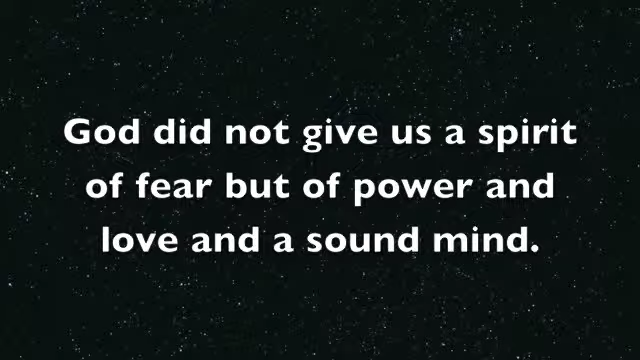 God did not give us a spirit
of fear but of power and
love and a sound mind.